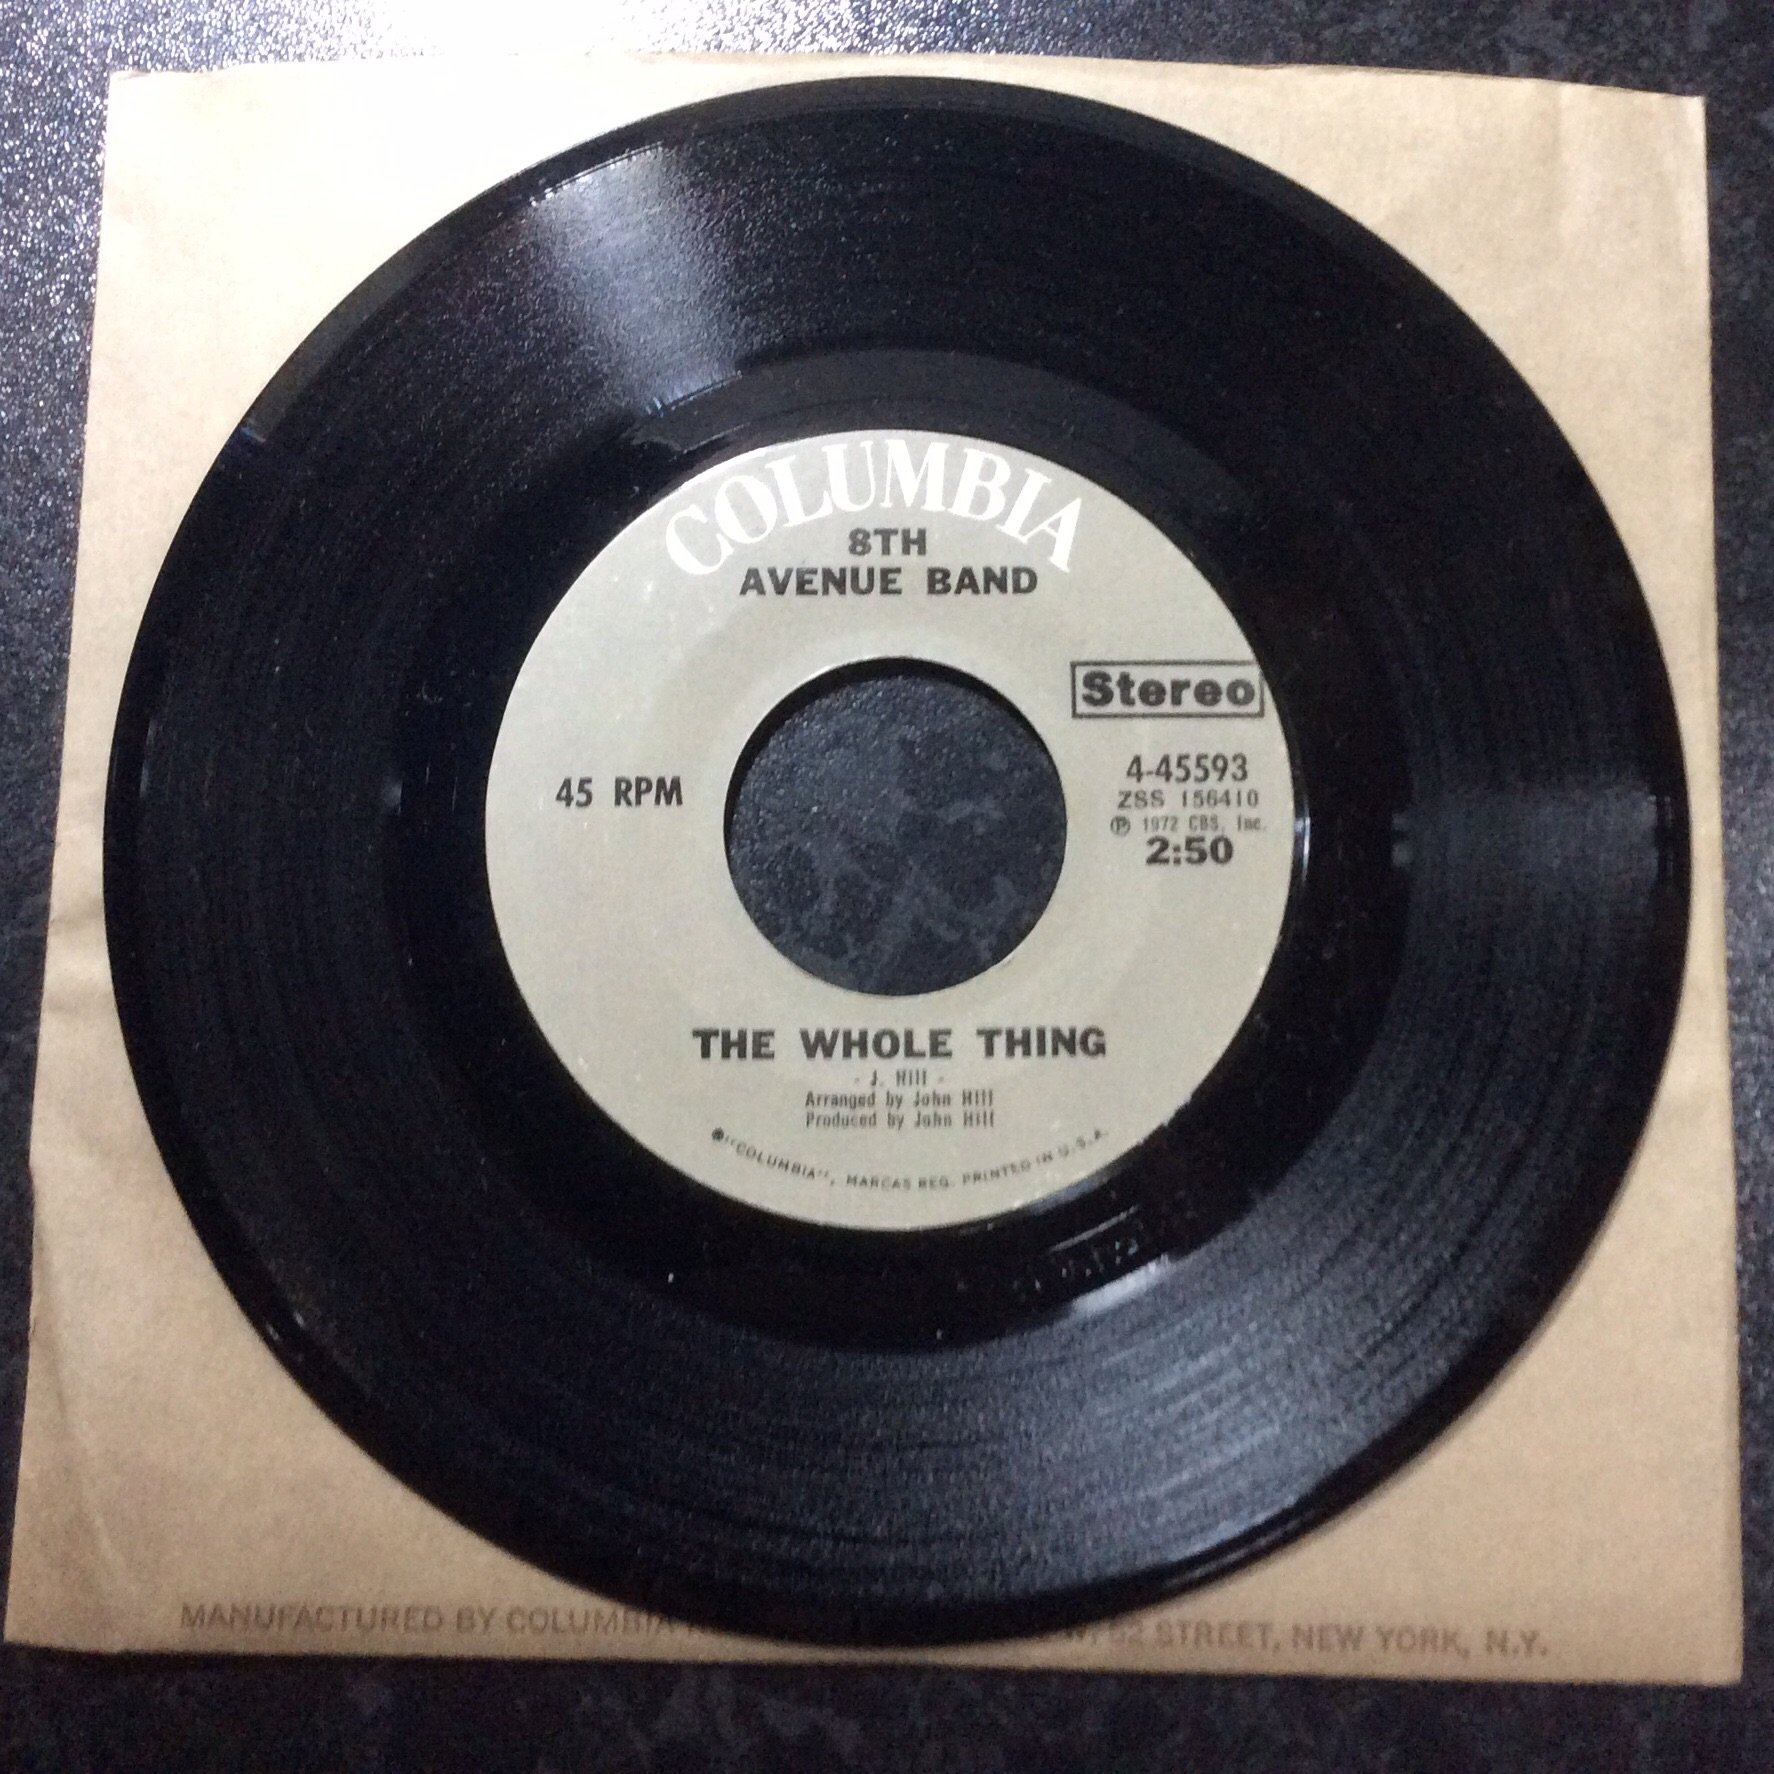 COLUMBIA
8TH
AVENUE BAND
Stereo
45 RPM
4-45593
ZSS 156410
Ⓟ 1972 CBS, Inc.
2:50
THE WHOLE THING
- J. Hill -
Arranged by John Hill
Produced by John Hill
®"COLUMBIA", MARCAS REG. PRINTED IN U.S.A.
MANUFACTURED BY COLUMBIA 52 STREET, NEW YORK, N.Y.